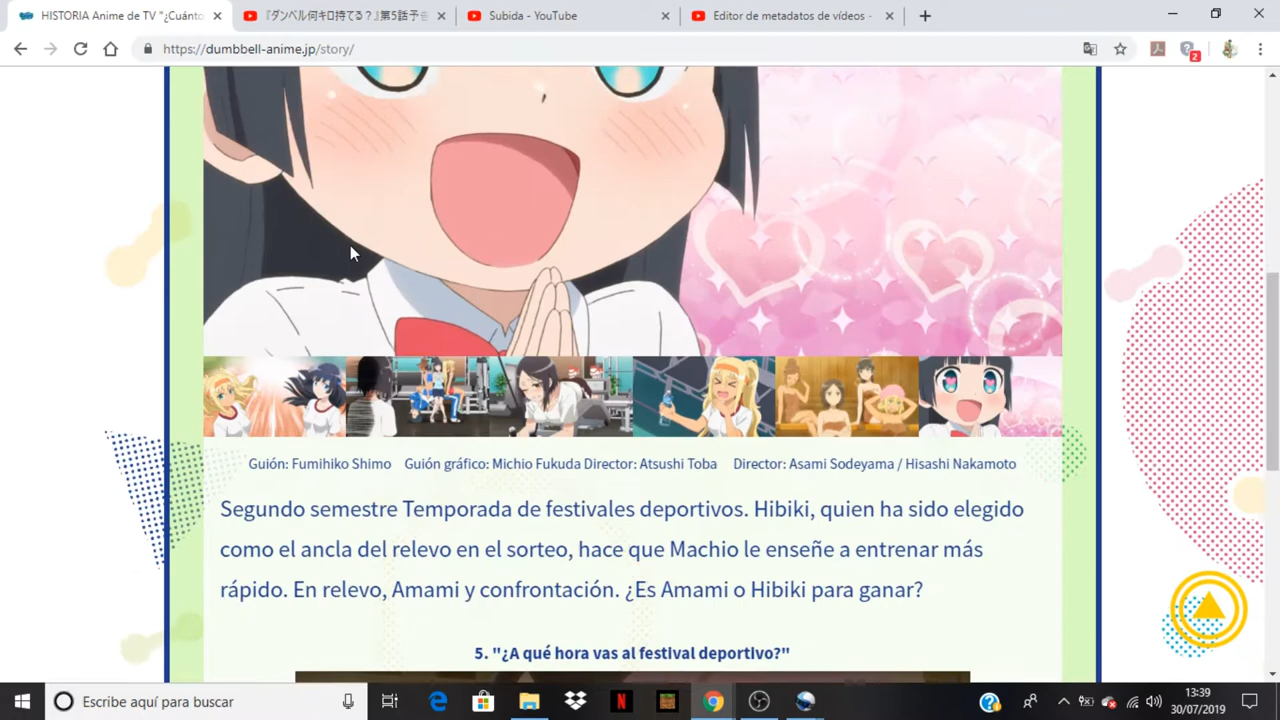 HISTORIA Anime de TV "¿Cuánto
『ダンベル何キロ持てる？』第5話予告
Subida - YouTube
Editor de metadatos de vídeos -
https://dumbbell-anime.jp/story/
2
Guión: Fumihiko Shimo Guión gráfico: Michio Fukuda Director: Atsushi Toba Director: Asami Sodeyama / Hisashi Nakamoto
Segundo semestre Temporada de festivales deportivos. Hibiki, quien ha sido elegido
como el ancla del relevo en el sorteo, hace que Machio le enseñe a entrenar más
rápido. En relevo, Amami y confrontación. ¿Es Amami o Hibiki para ganar?
5. "¿A qué hora vas al festival deportivo?"
Escribe aquí para buscar
13:39
30/07/2019